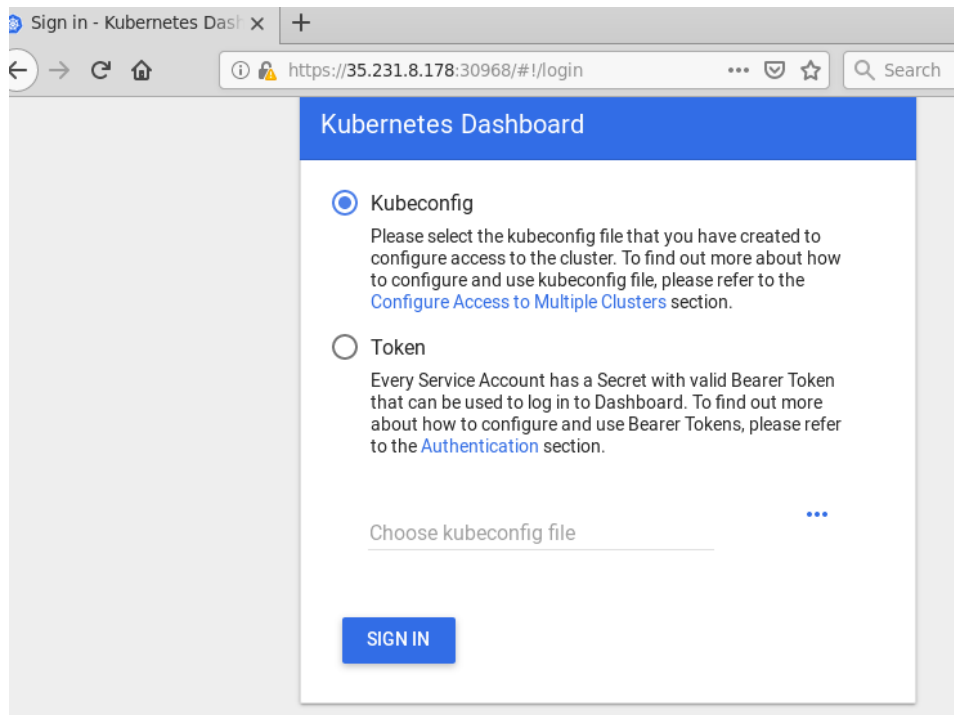 Sign in - Kubernetes Dash
https://35.231.8.178:30968/#!/login
Search
Kubernetes Dashboard
Kubeconfig
Please select the kubeconfig file that you have created to
configure access to the cluster. To find out more about how
to configure and use kubeconfig file, please refer to the
Configure Access to Multiple Clusters section.
Token
Every Service Account has a Secret with valid Bearer Token
that can be used to log in to Dashboard. To find out more
about how to configure and use Bearer Tokens, please refer
to the Authentication section.
Choose kubeconfig file
SIGN IN